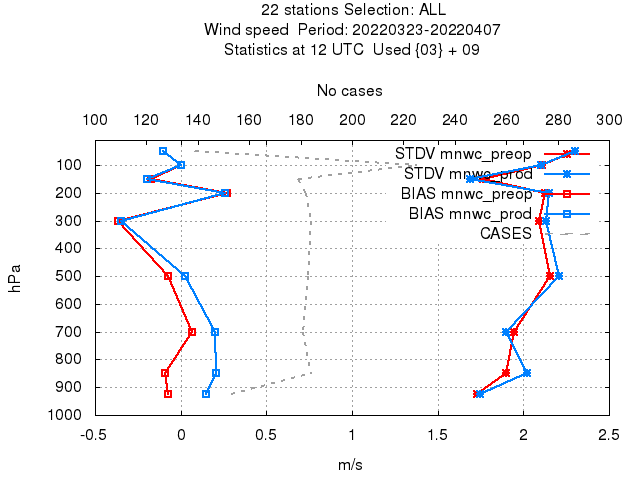 22 stations Selection: ALL
Wind speed  Period: 20220323-20220407
Statistics at 12 UTC  Used {03} + 09
No cases
100 120 140 160 180 200 220 240 260 280 300
STDV mnwc_preop
STDV mnwc_prod
BIAS mnwc_preop
BIAS mnwc_prod
CASES
100
200
300
400
500
600
700
800
900
1000
hPa
-0.5 0 0.5 1 1.5 2 2.5
m/s